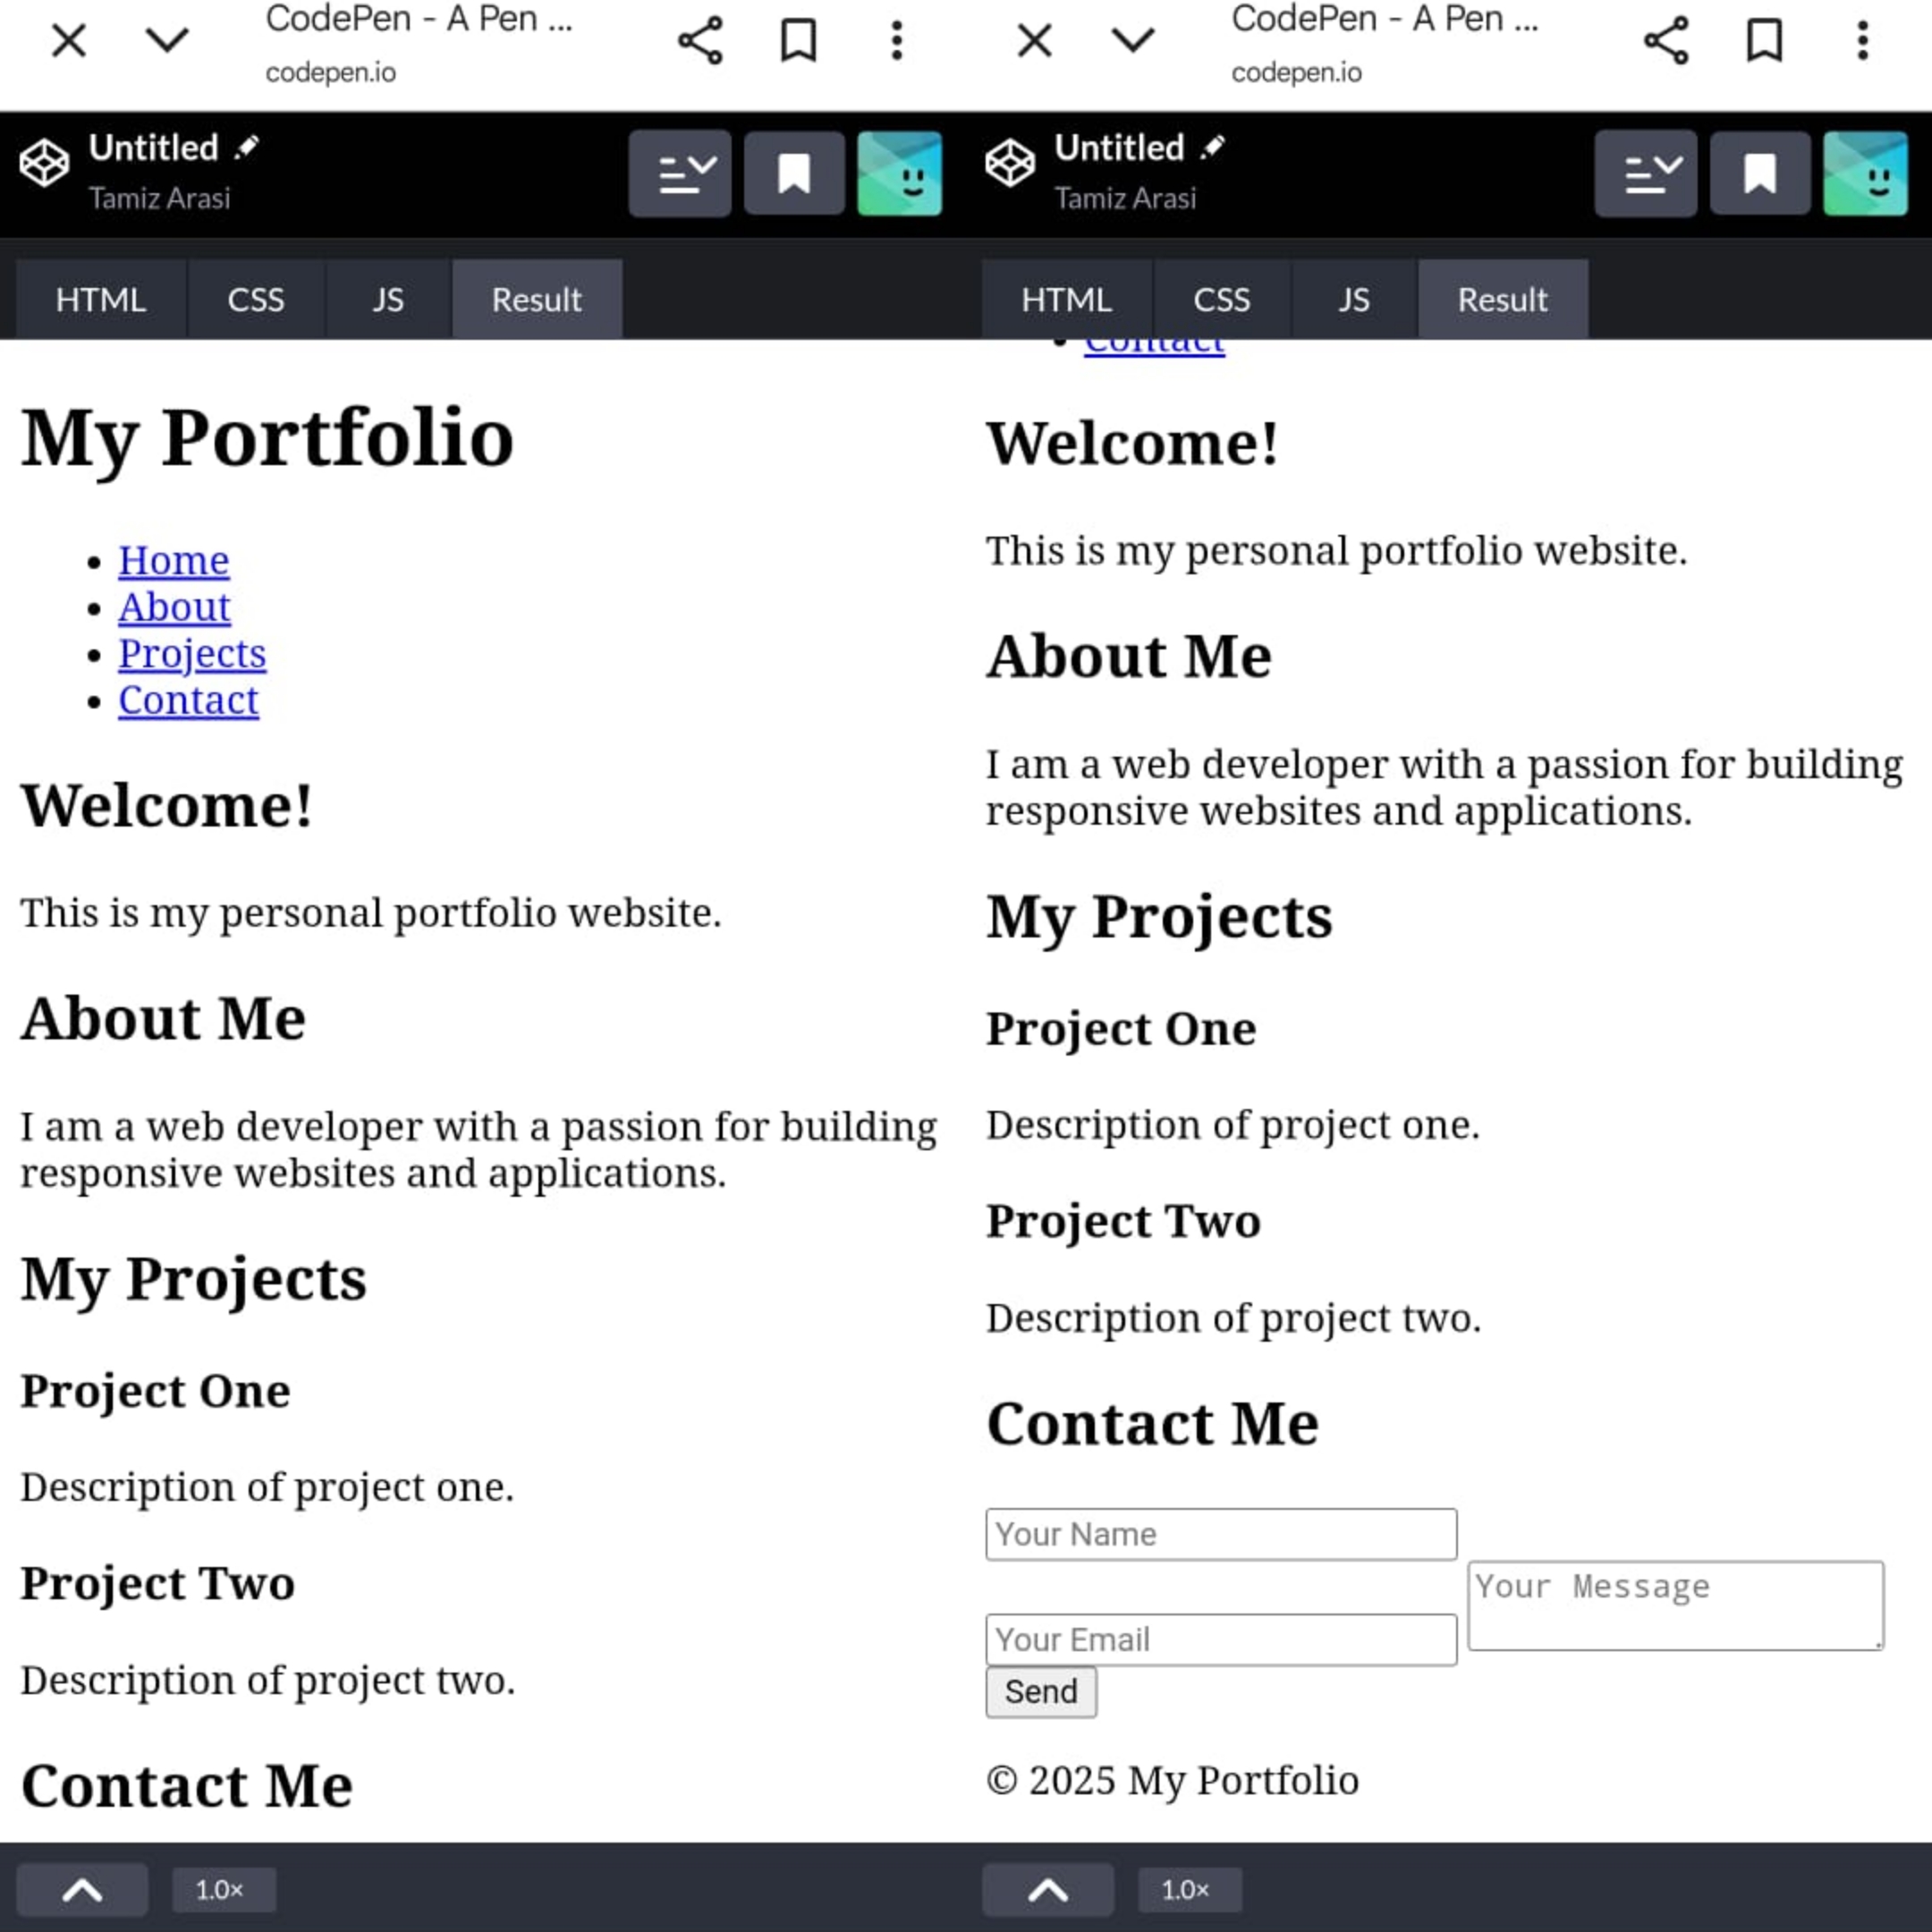 CodePen - A Pen ...
codepen.io
Untitled
Tamiz Arasi
HTML CSS JS Result
My Portfolio
Home
About
Projects
Contact
Welcome!
This is my personal portfolio website.
About Me
I am a web developer with a passion for building
responsive websites and applications.
My Projects
Project One
Description of project one.
Project Two
Description of project two.
Contact Me
1.0×
CodePen - A Pen ...
codepen.io
Untitled
Tamiz Arasi
HTML CSS JS Result
Contact
Welcome!
This is my personal portfolio website.
About Me
I am a web developer with a passion for building
responsive websites and applications.
My Projects
Project One
Description of project one.
Project Two
Description of project two.
Contact Me
Your Name
Your Message
Your Email
Send
© 2025 My Portfolio
1.0×